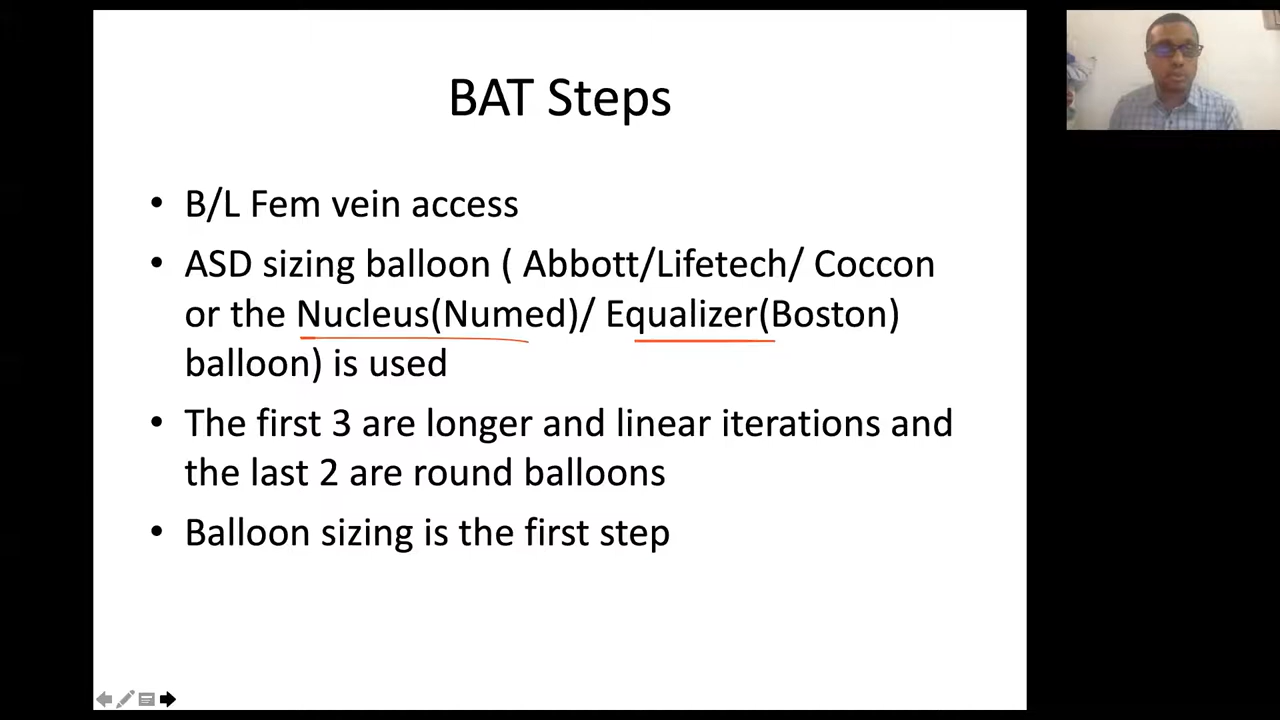 BAT Steps
• B/L Fem vein access
• ASD sizing balloon ( Abbott/Lifetech/ Coccon
or the Nucleus(Numed)/ Equalizer(Boston)
balloon) is used
• The first 3 are longer and linear iterations and
the last 2 are round balloons
• Balloon sizing is the first step